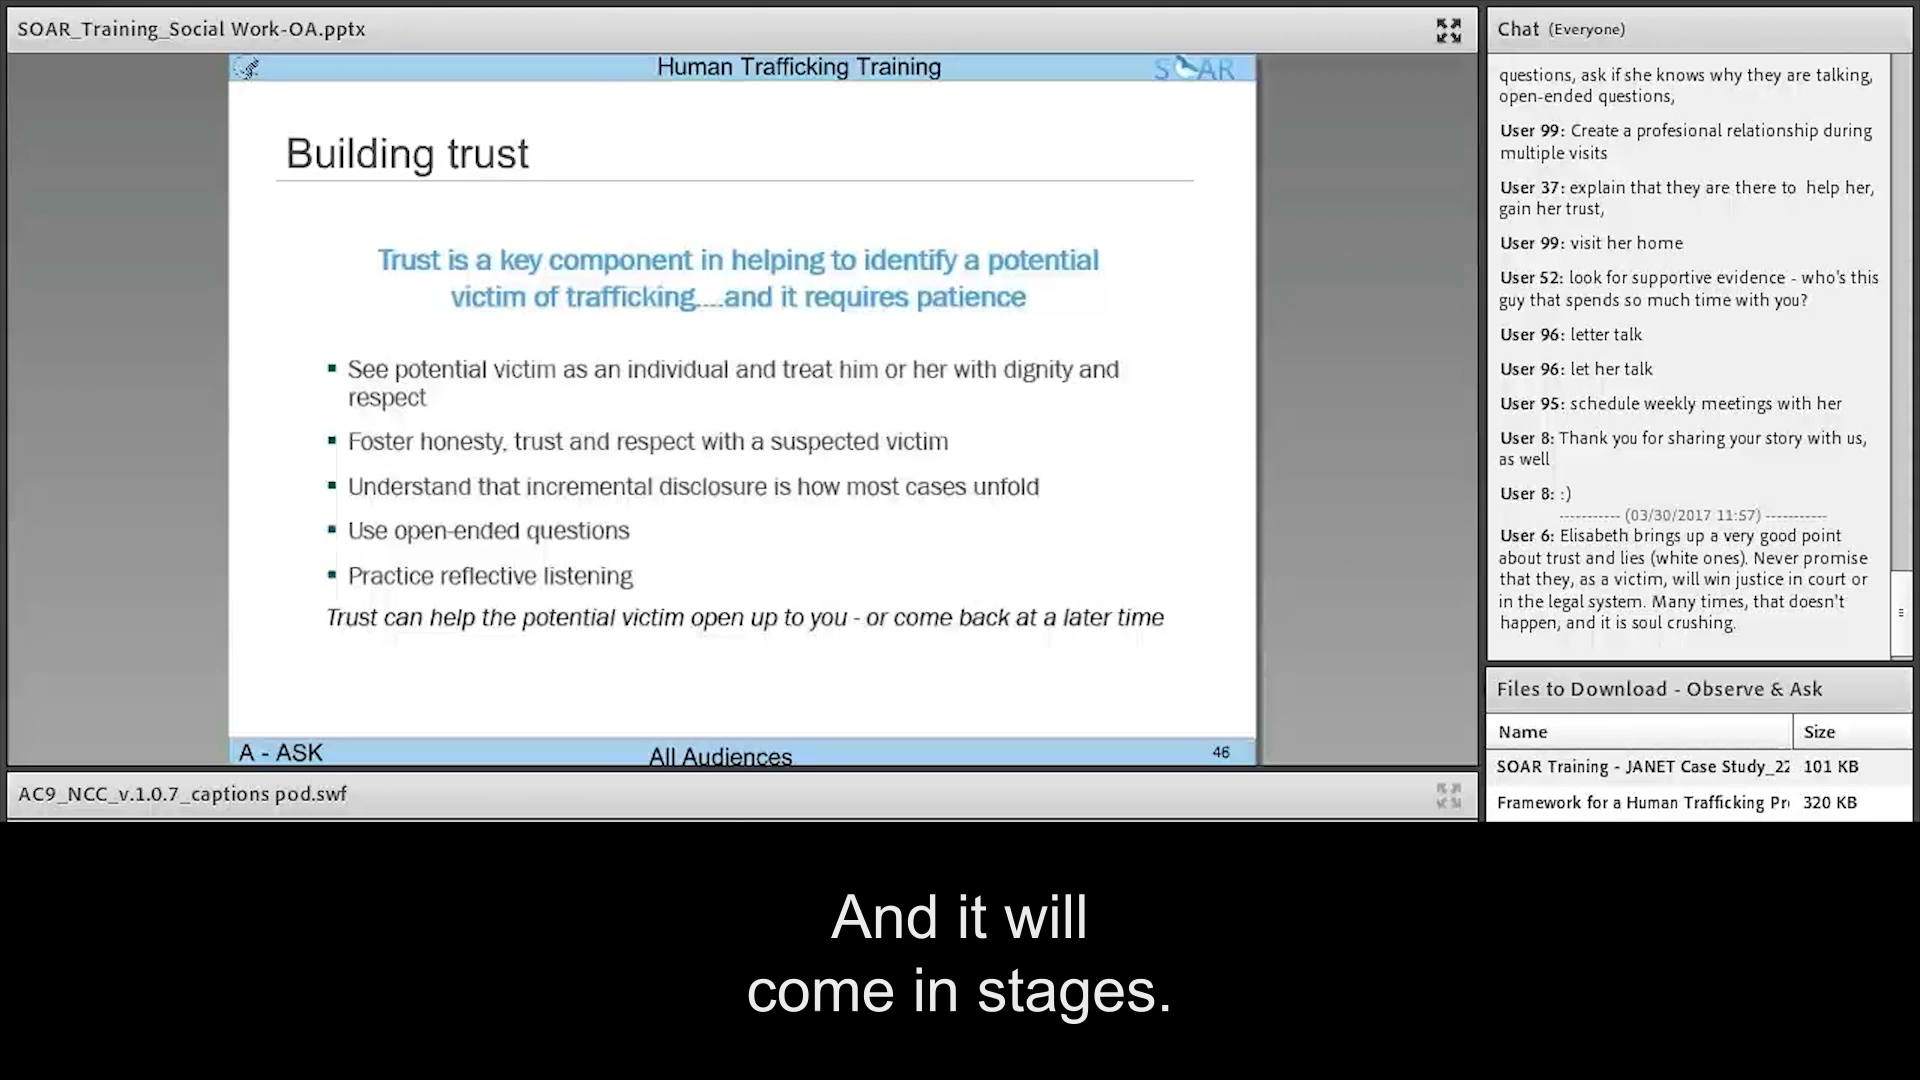 SOAR_Training_Social Work-OA.pptx
Human Trafficking Training
SOAR
Building trust
Trust is a key component in helping to identify a potential
victim of trafficking....and it requires patience
See potential victim as an individual and treat him or her with dignity and
respect
Foster honesty, trust and respect with a suspected victim
Understand that incremental disclosure is how most cases unfold
Use open-ended questions
Practice reflective listening
Trust can help the potential victim open up to you - or come back at a later time
A - ASK
All Audiences
46
AC9_NCC_v.1.0.7_captions pod.swf
And it will
come in stages.
Chat (Everyone)
questions, ask if she knows why they are talking,
open-ended questions,
User 99: Create a profesional relationship during
multiple visits
User 37: explain that they are there to  help her,
gain her trust,
User 99: visit her home
User 52: look for supportive evidence - who's this
guy that spends so much time with you?
User 96: letter talk
User 96: let her talk
User 95: schedule weekly meetings with her
User 8: Thank you for sharing your story with us,
as well
User 8: :)
----------- (03/30/2017 11:57) -----------
User 6: Elisabeth brings up a very good point
about trust and lies (white ones). Never promise
that they, as a victim, will win justice in court or
in the legal system. Many times, that doesn't
happen, and it is soul crushing.
Files to Download - Observe & Ask
Name Size
SOAR Training - JANET Case Study_22 101 KB
Framework for a Human Trafficking Pr 320 KB